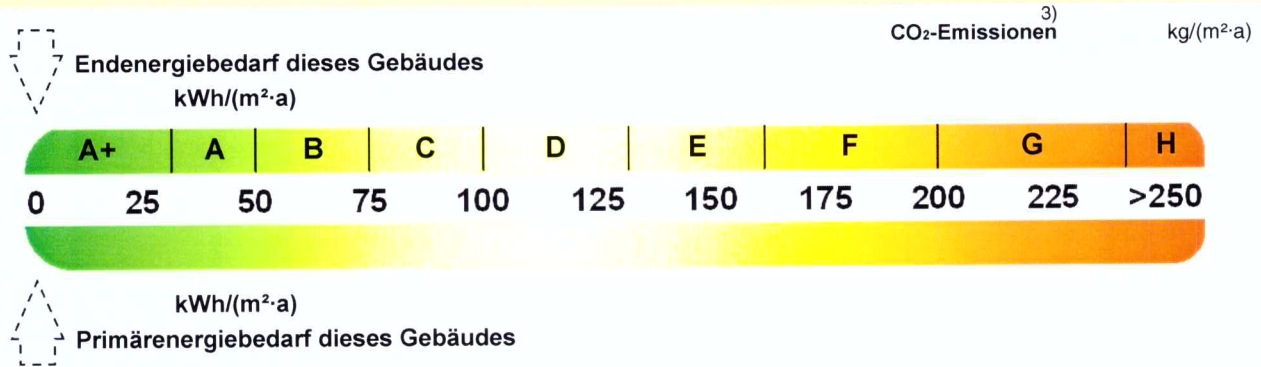 3)
CO₂-Emissionen kg/(m²·a)
Endenergiebedarf dieses Gebäudes
kWh/(m²·a)
A+ A B C D E F G H
0 25 50 75 100 125 150 175 200 225 >250
kWh/(m²·a)
Primärenergiebedarf dieses Gebäudes